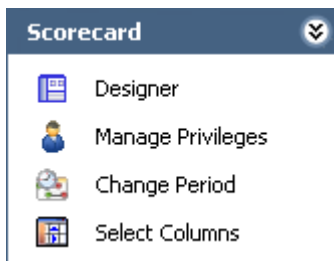 Scorecard
Designer
Manage Privileges
Change Period
Select Columns